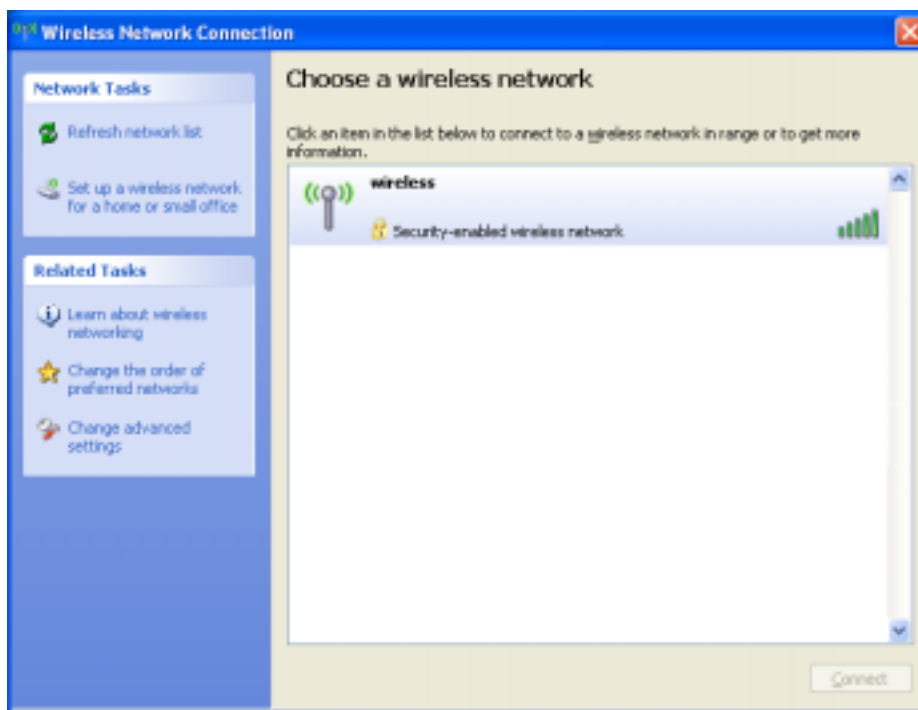 Wireless Network Connection
Network Tasks
Refresh network list
Set up a wireless network
for a home or small office
Related Tasks
Learn about wireless
networking
Change the order of
preferred networks
Change advanced
settings
Choose a wireless network
Click an item in the list below to connect to a wireless network in range or to get more
information.
wireless
Security-enabled wireless network
Connect